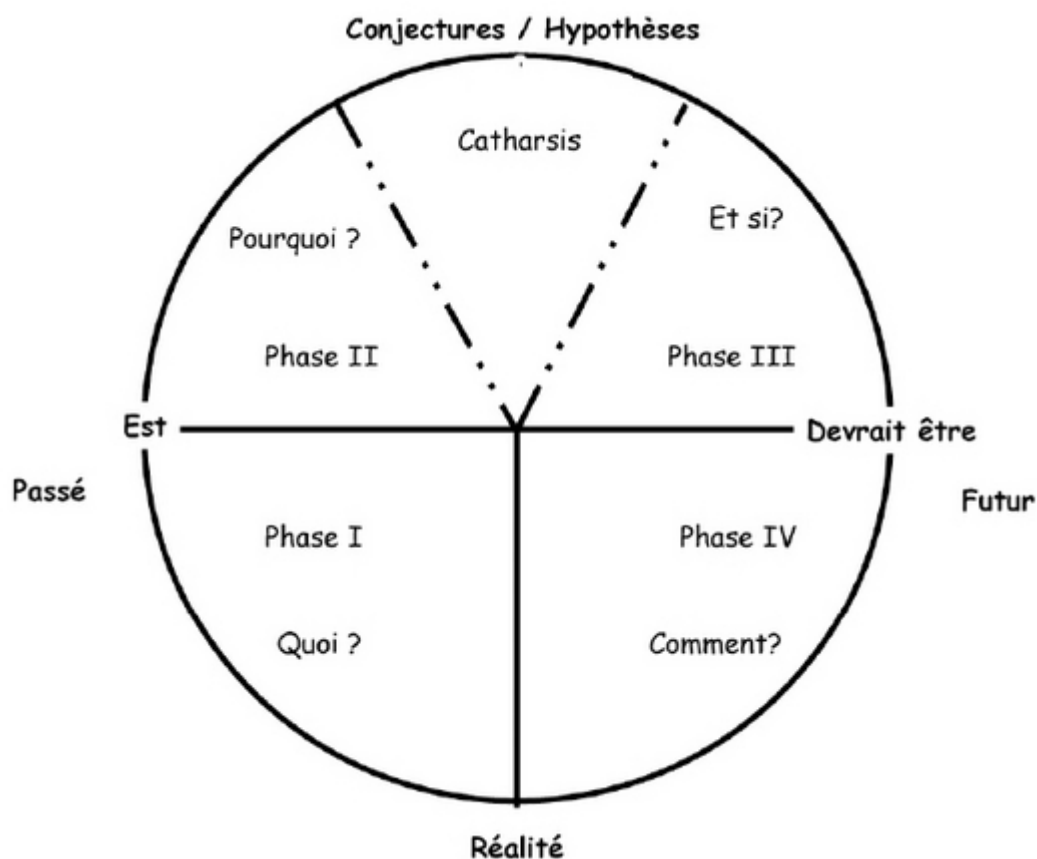 Conjectures / Hypothèses
Catharsis
Et si?
Pourquoi ?
Phase II
Phase III
Est
Devrait être
Passé
Futur
Phase I
Phase IV
Quoi ?
Comment?
Réalité